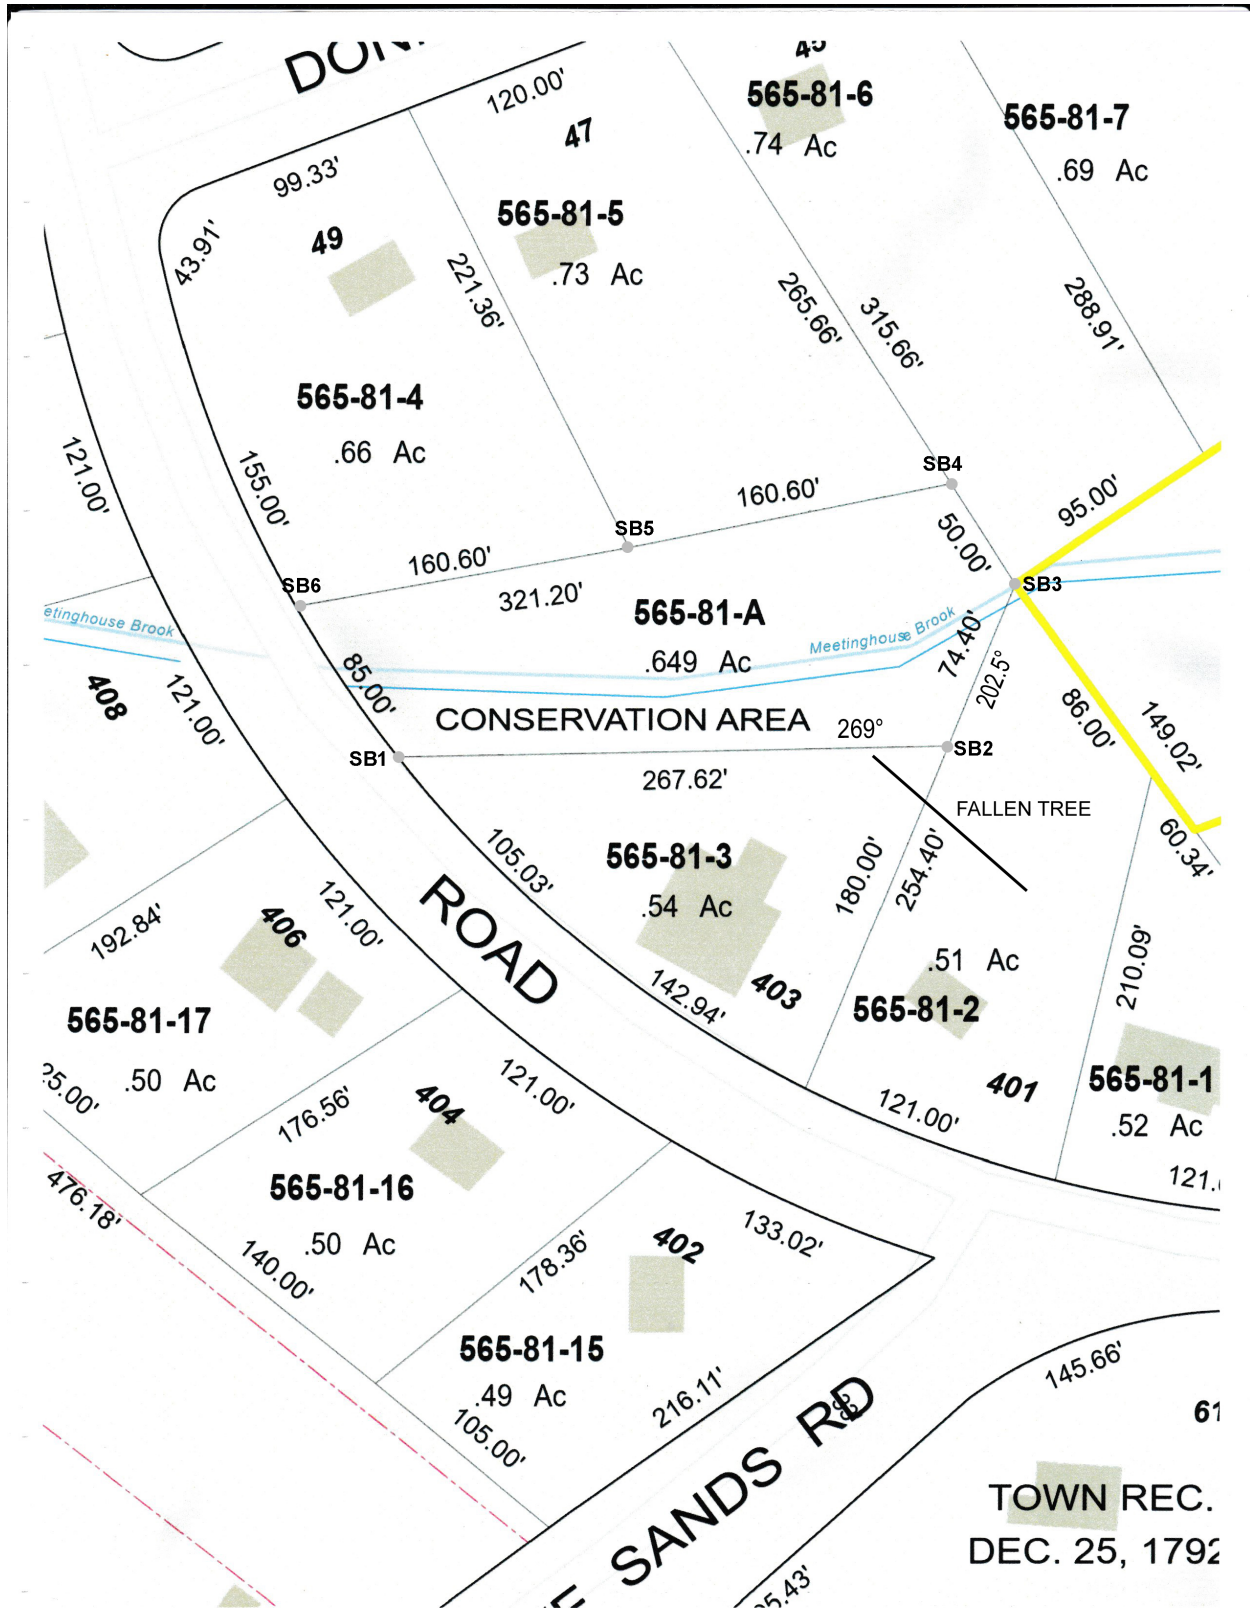 45
120.00'
565-81-6
47
565-81-7
.74 Ac
99.33'
.69 Ac
565-81-5
49
43.91'
.73 Ac
221.36'
265.66'
315.66'
288.91'
565-81-4
.66 Ac
121.00'
155.00'
SB4
160.60'
95.00'
SB5
50.00'
160.60'
SB6
321.20'
SB3
565-81-A
Meetinghouse Brook
74.40'
.649 Ac
85.00'
202.5°
408
121.00'
CONSERVATION AREA
269°
86.00'
149.02'
SB1
SB2
267.62'
FALLEN TREE
60.34'
105.03'
565-81-3
180.00'
254.40'
.54 Ac
ROAD
192.84'
406
121.00'
403
142.94'
.51 Ac
210.09'
565-81-2
565-81-17
.50 Ac
25.00'
401
565-81-1
121.00'
404
176.56'
121.00'
.52 Ac
476.18'
565-81-16
.50 Ac
140.00'
402
133.02'
178.36'
565-81-15
.49 Ac
105.00'
216.11'
145.66'
SANDS RD
61
TOWN REC.
DEC. 25, 1792